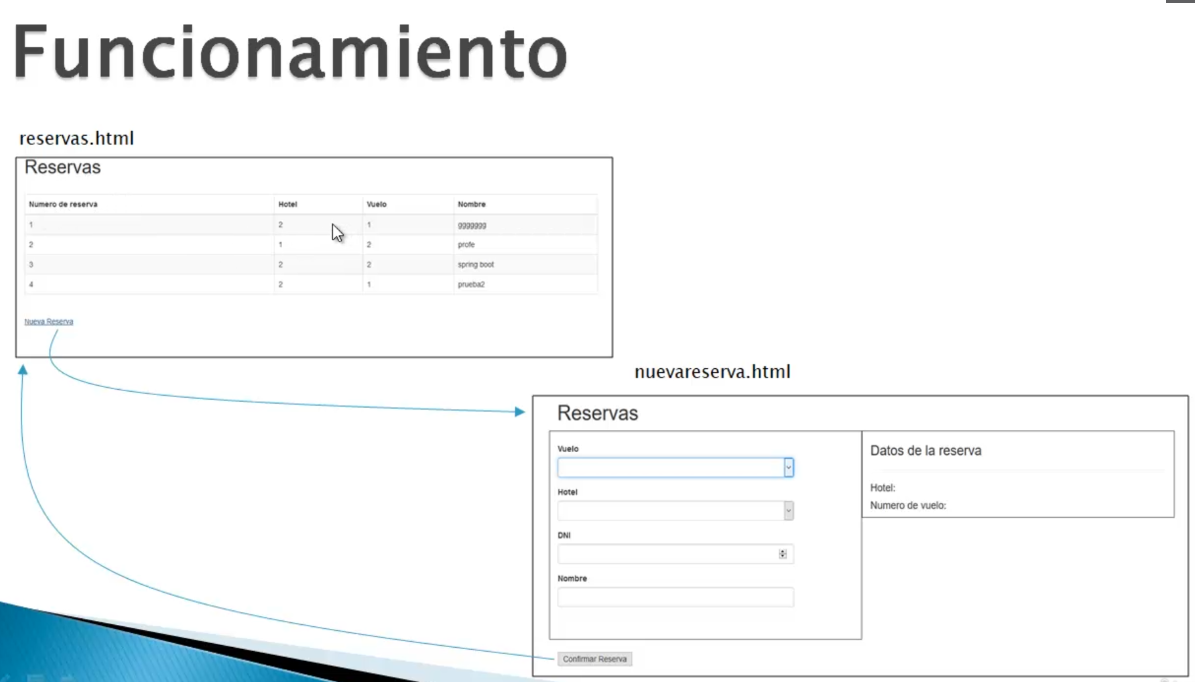 Funcionamiento
reservas.html
Reservas
Numero de reserva Hotel Vuelo Nombre
1 2 1 ggggggg
2 1 2 profe
3 2 2 spring boot
4 2 1 prueba2
Nueva Reserva
nuevareserva.html
Reservas
Vuelo
Hotel
DNI
Nombre
Confirmar Reserva
Datos de la reserva
Hotel:
Numero de vuelo: